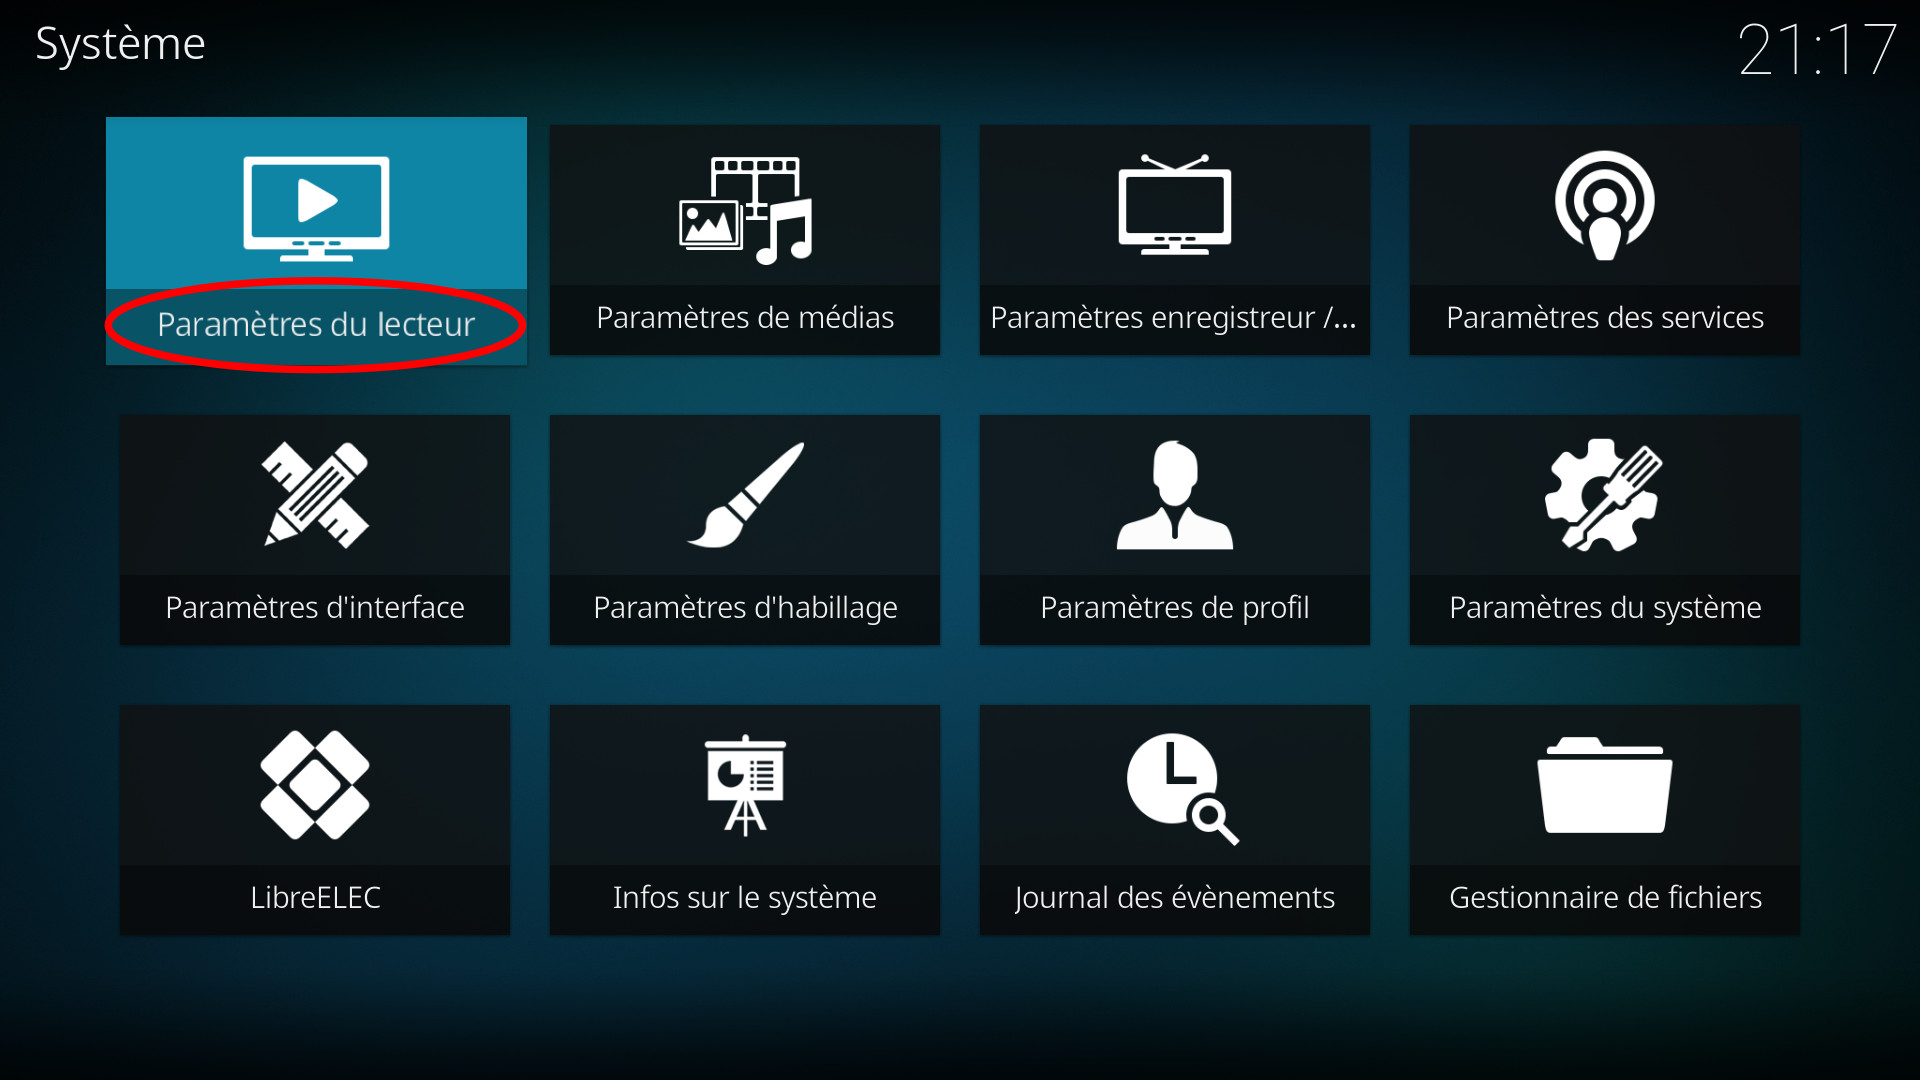 Système
21:17
Paramètres du lecteur
Paramètres de médias
Paramètres enregistreur /...
Paramètres des services
Paramètres d'interface
Paramètres d'habillage
Paramètres de profil
Paramètres du système
LibreELEC
Infos sur le système
Journal des évènements
Gestionnaire de fichiers